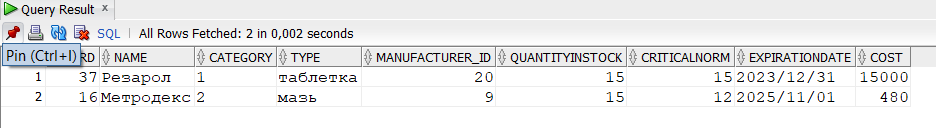 Query Result ×
SQL | All Rows Fetched: 2 in 0,002 seconds
Pin (Ctrl+I)
RD NAME CATEGORY TYPE MANUFACTURER_ID QUANTITYINSTOCK CRITICALNORM EXPIRATIONDATE COST
1 37 Резарол 1 таблетка 20 15 15 2023/12/31 15000
2 16 Метродекс 2 мазь 9 15 12 2025/11/01 480